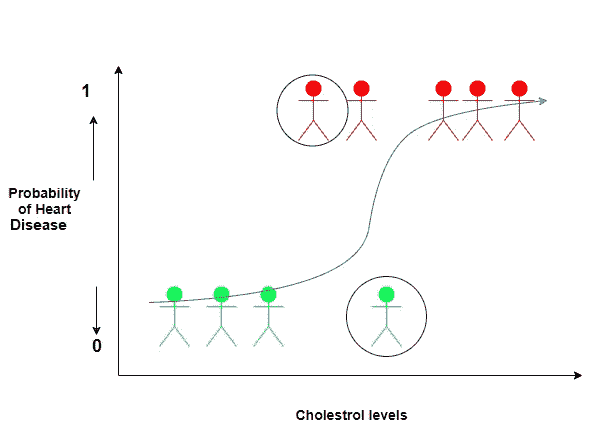 1
Probability
of Heart
Disease
0
Cholestrol levels